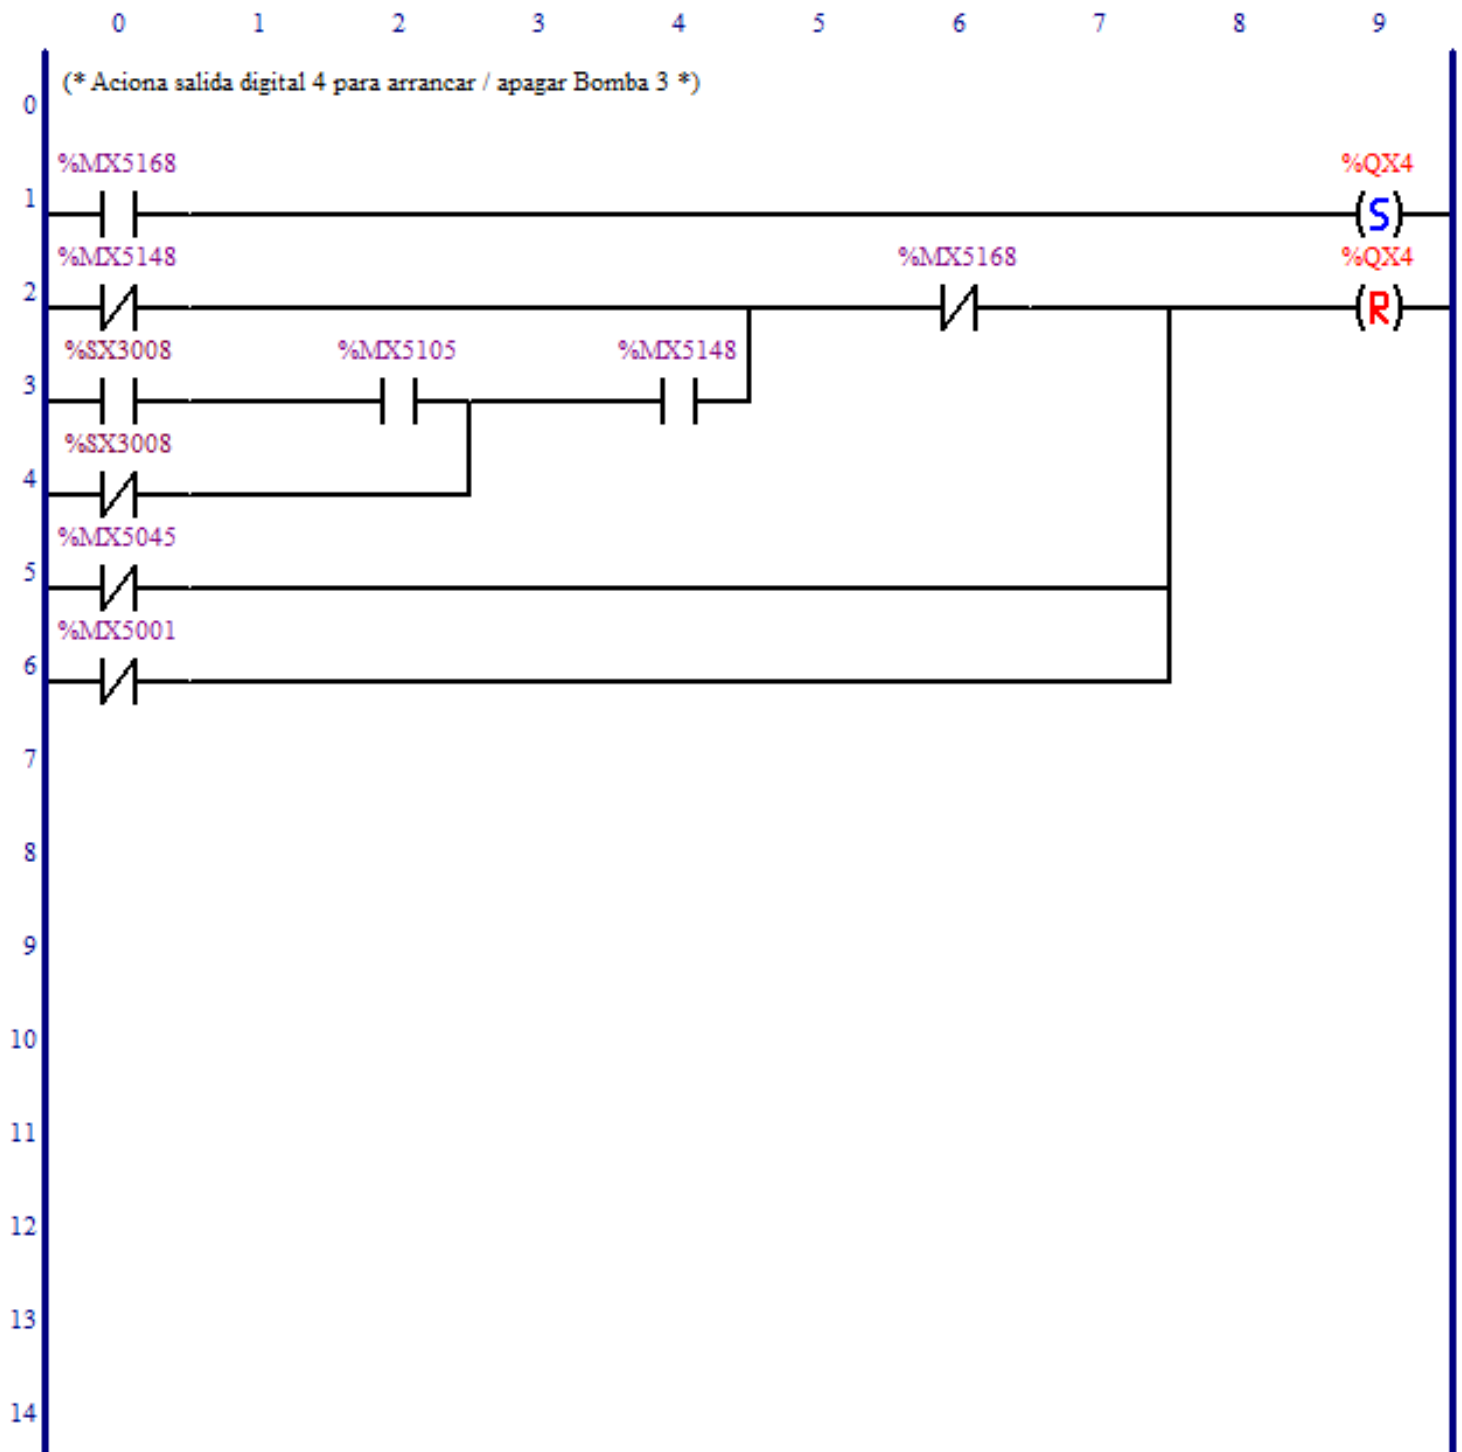 0 1 2 3 4 5 6 7 8 9
(* Aciona salida digital 4 para arrancar / apagar Bomba 3 *)
0
%MX5168 %QX4
1 (S)
%MX5148 %MX5168 %QX4
2 (R)
%SX3008 %MX5105 %MX5148
3
%SX3008
4
%MX5045
5
%MX5001
6
7
8
9
10
11
12
13
14